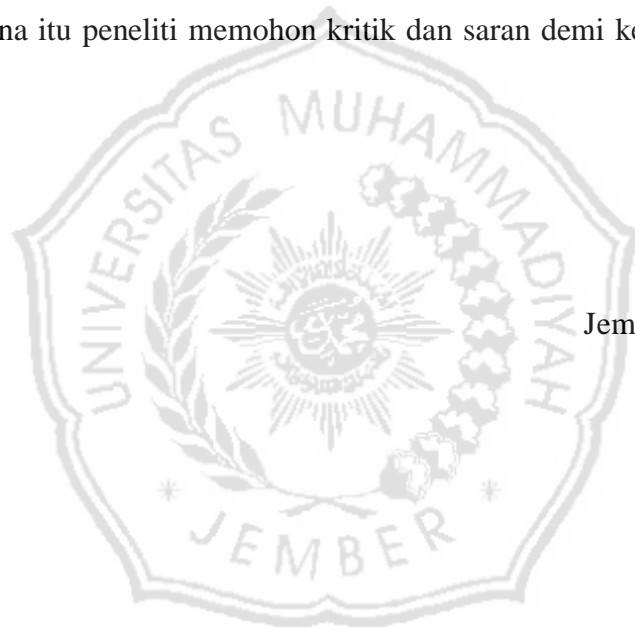 na itu peneliti memohon kritik dan saran demi ke
UNIVERSITAS MUHAMMADIYAH
Jem
JEMBER